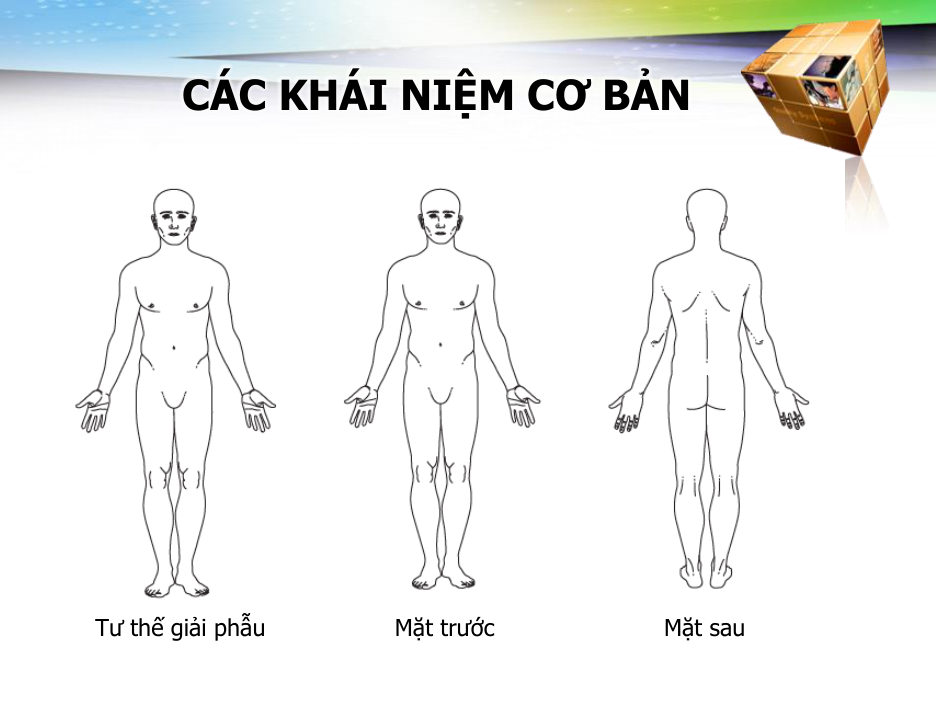 CÁC KHÁI NIỆM CƠ BẢN
Tư thế giải phẫu
Mặt trước
Mặt sau